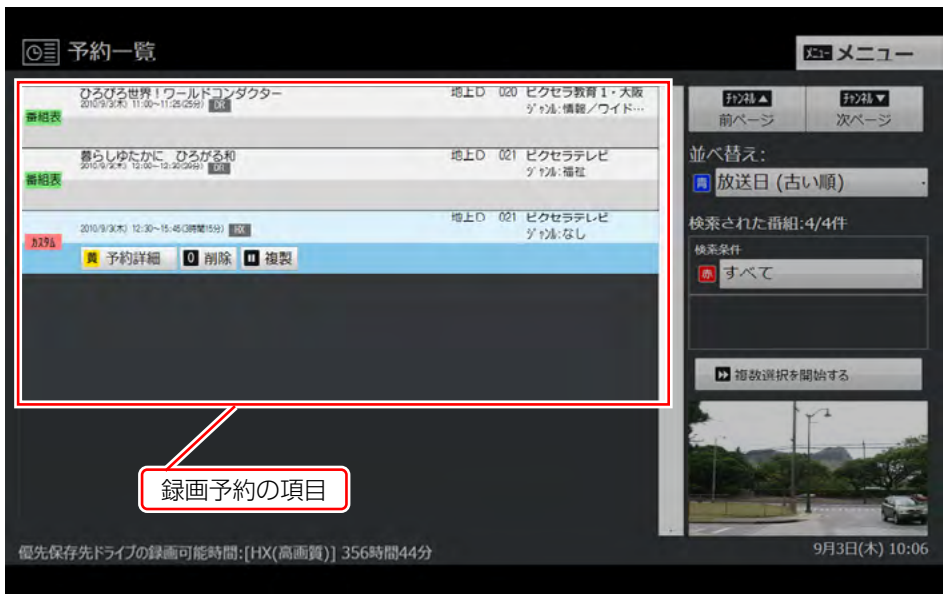 予約一覧
メニュー メニュー
ひろびろ世界!ワールドコンダクター 地上D 020 ピクセラ教育1・大阪
2010/9/3(木) 11:00~11:25(25分) DR ジャンル:情報/ワイド…
番組表
暮らしゆたかに ひろがる和 地上D 021 ピクセラテレビ
2010/9/3(木) 12:00~12:30(30分) DR ジャンル:福祉
番組表
地上D 021 ピクセラテレビ
2010/9/3(木) 12:30~15:45(3時間15分) HX ジャンル:なし
カスタム
黄 予約詳細 0 削除 複製
チャンネル▲ チャンネル▼
前ページ 次ページ
並べ替え:
青 放送日 (古い順)
検索された番組:4/4件
検索条件
赤 すべて
複数選択を開始する
録画予約の項目
優先保存先ドライブの録画可能時間:[HX(高画質)] 356時間44分
9月3日(木) 10:06